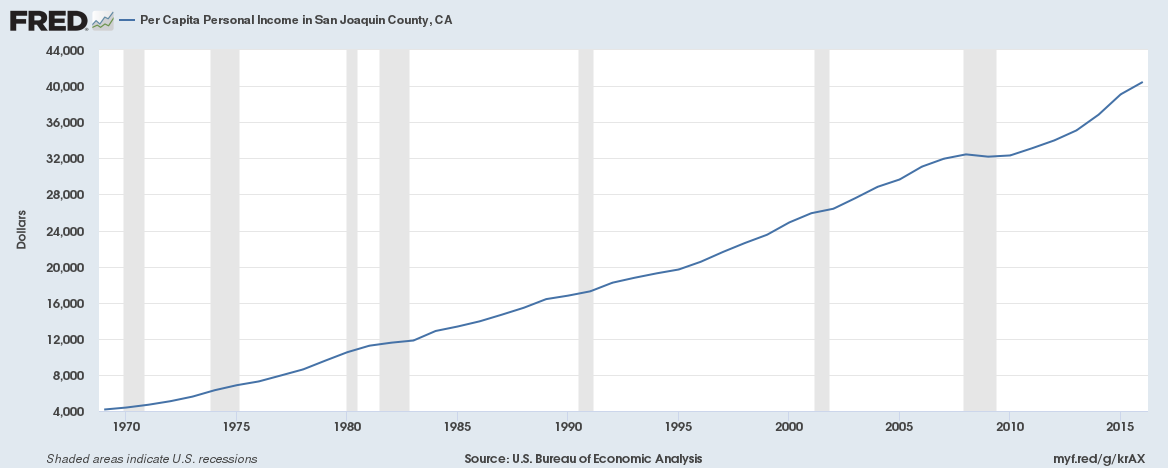 FRED
Per Capita Personal Income in San Joaquin County, CA
44,000
40,000
36,000
32,000
28,000
24,000
20,000
16,000
12,000
8,000
4,000
Dollars
1970 1975 1980 1985 1990 1995 2000 2005 2010 2015
Shaded areas indicate U.S. recessions
Source: U.S. Bureau of Economic Analysis
myf.red/g/krAX